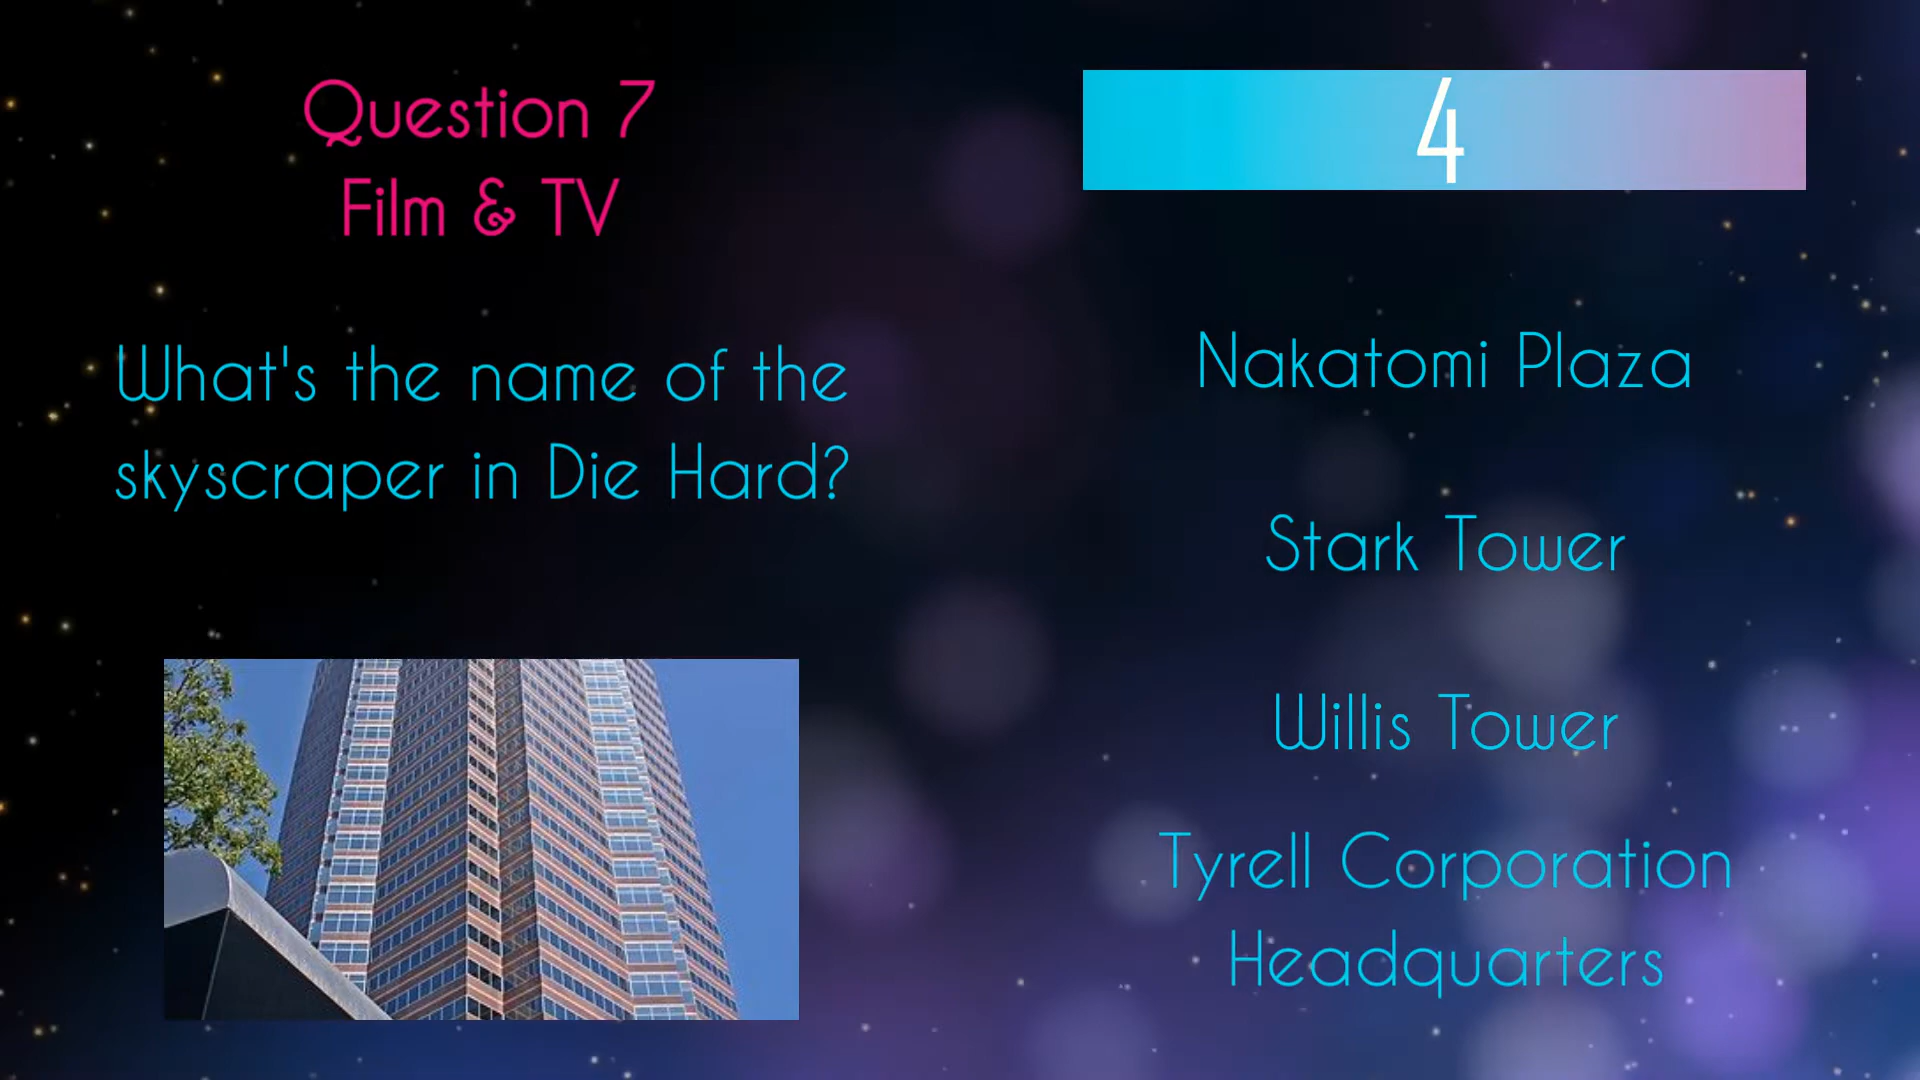 Question 7
Film & TV
4
What's the name of the
skyscraper in Die Hard?
Nakatomi Plaza
Stark Tower
Willis Tower
Tyrell Corporation
Headquarters